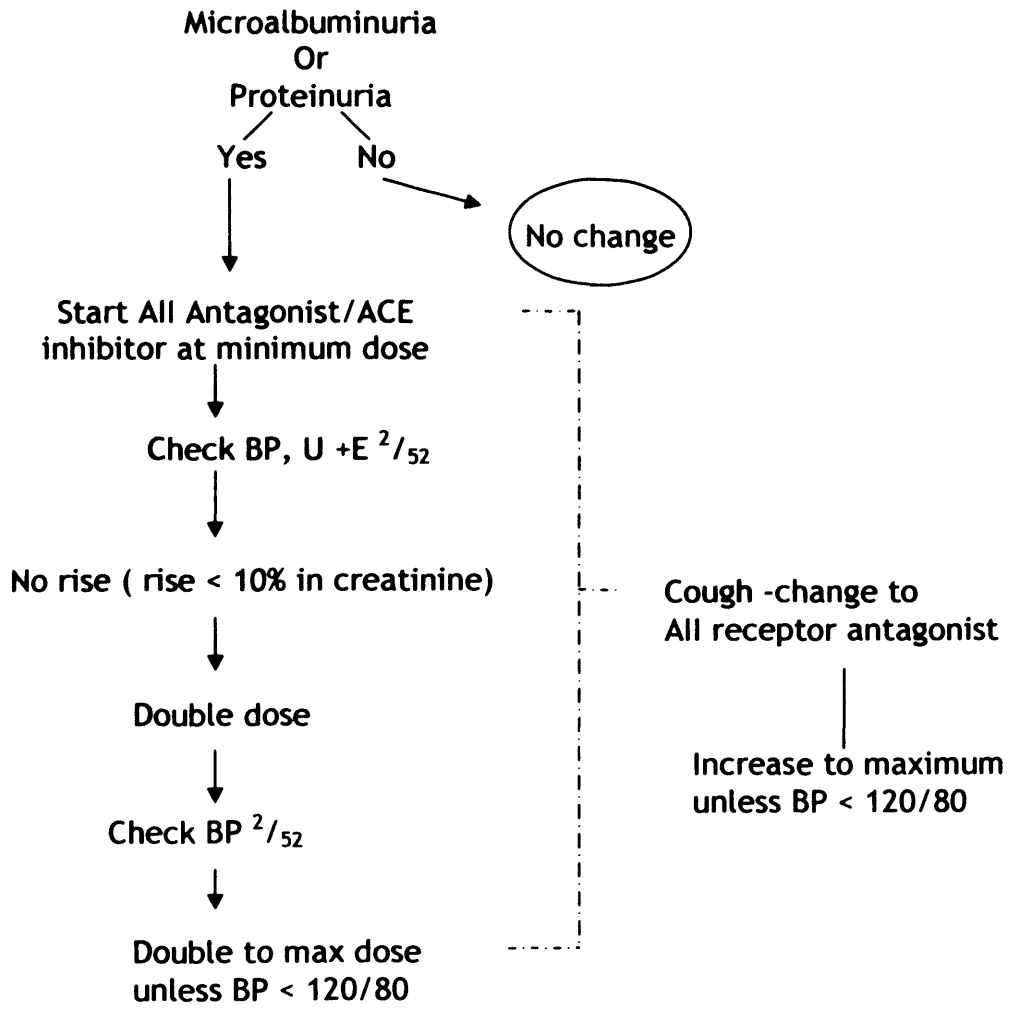 Microalbuminuria
Or
Proteinuria
Yes No
No change
Start All Antagonist/ACE
inhibitor at minimum dose
Check BP, U +E 2/52
No rise ( rise < 10% in creatinine)
Double dose
Check BP 2/52
Double to max dose
unless BP < 120/80
Cough -change to
All receptor antagonist
Increase to maximum
unless BP < 120/80